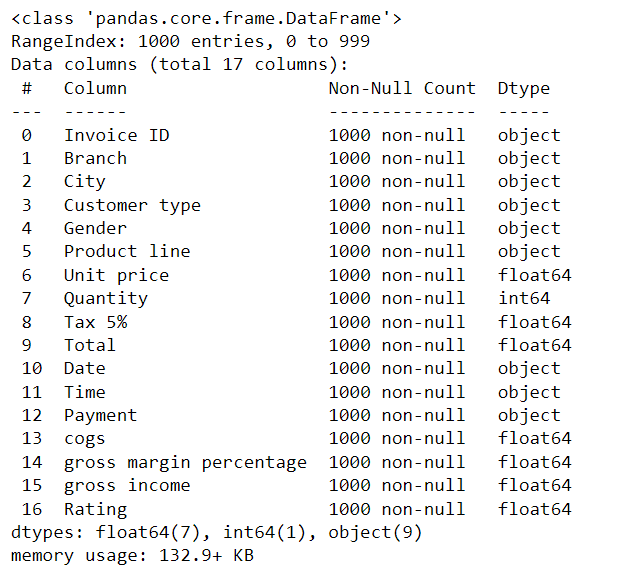 <class 'pandas.core.frame.DataFrame'>
RangeIndex: 1000 entries, 0 to 999
Data columns (total 17 columns):
 #   Column                   Non-Null Count  Dtype
---  ------                   --------------  -----
 0   Invoice ID               1000 non-null   object
 1   Branch                   1000 non-null   object
 2   City                     1000 non-null   object
 3   Customer type            1000 non-null   object
 4   Gender                   1000 non-null   object
 5   Product line             1000 non-null   object
 6   Unit price               1000 non-null   float64
 7   Quantity                 1000 non-null   int64
 8   Tax 5%                   1000 non-null   float64
 9   Total                    1000 non-null   float64
 10  Date                     1000 non-null   object
 11  Time                     1000 non-null   object
 12  Payment                  1000 non-null   object
 13  cogs                     1000 non-null   float64
 14  gross margin percentage  1000 non-null   float64
 15  gross income             1000 non-null   float64
 16  Rating                   1000 non-null   float64
dtypes: float64(7), int64(1), object(9)
memory usage: 132.9+ KB